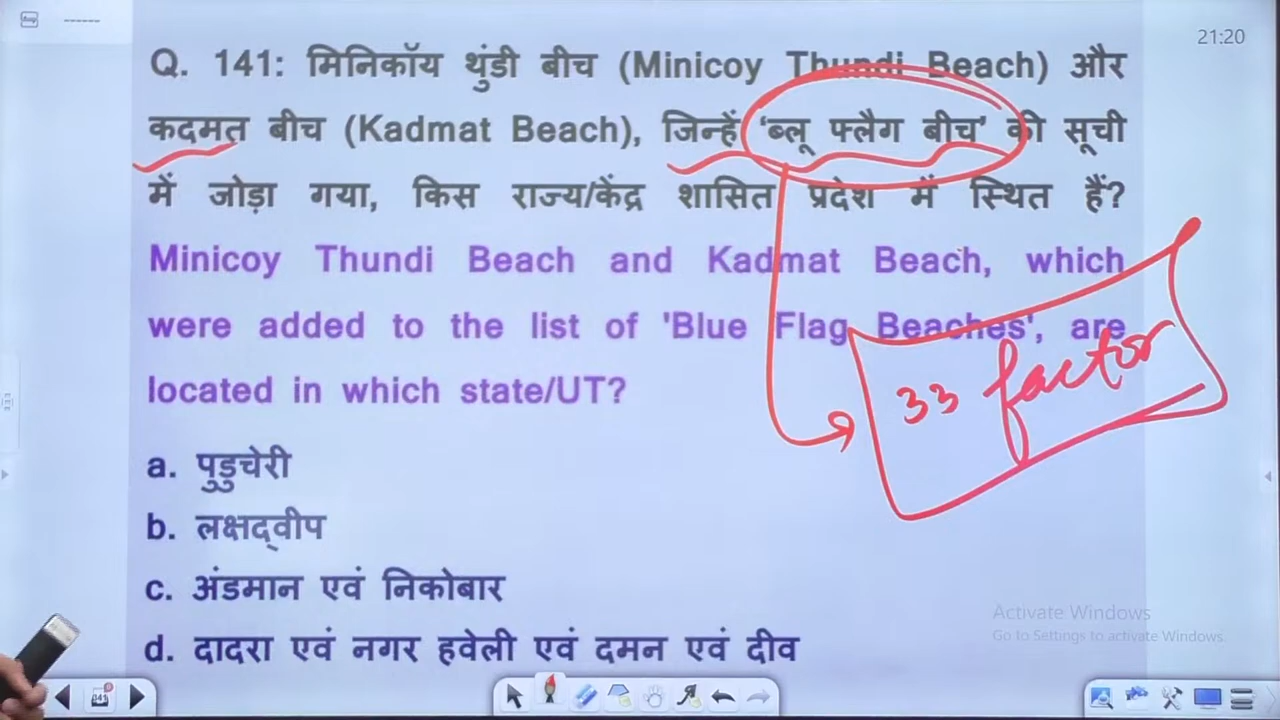 21:20
Q. 141: मिनिकॉय थुंडी बीच (Minicoy Thundi Beach) और
कदमत बीच (Kadmat Beach), जिन्हें 'ब्लू फ्लैग बीच' की सूची
में जोड़ा गया, किस राज्य/केंद्र शासित प्रदेश में स्थित हैं?
Minicoy Thundi Beach and Kadmat Beach, which
were added to the list of 'Blue Flag Beaches', are
located in which state/UT?
33 factor
a. पुडुचेरी
b. लक्षद्वीप
c. अंडमान एवं निकोबार
d. दादरा एवं नगर हवेली एवं दमन एवं दीव
Activate Windows
Go to Settings to activate Windows.